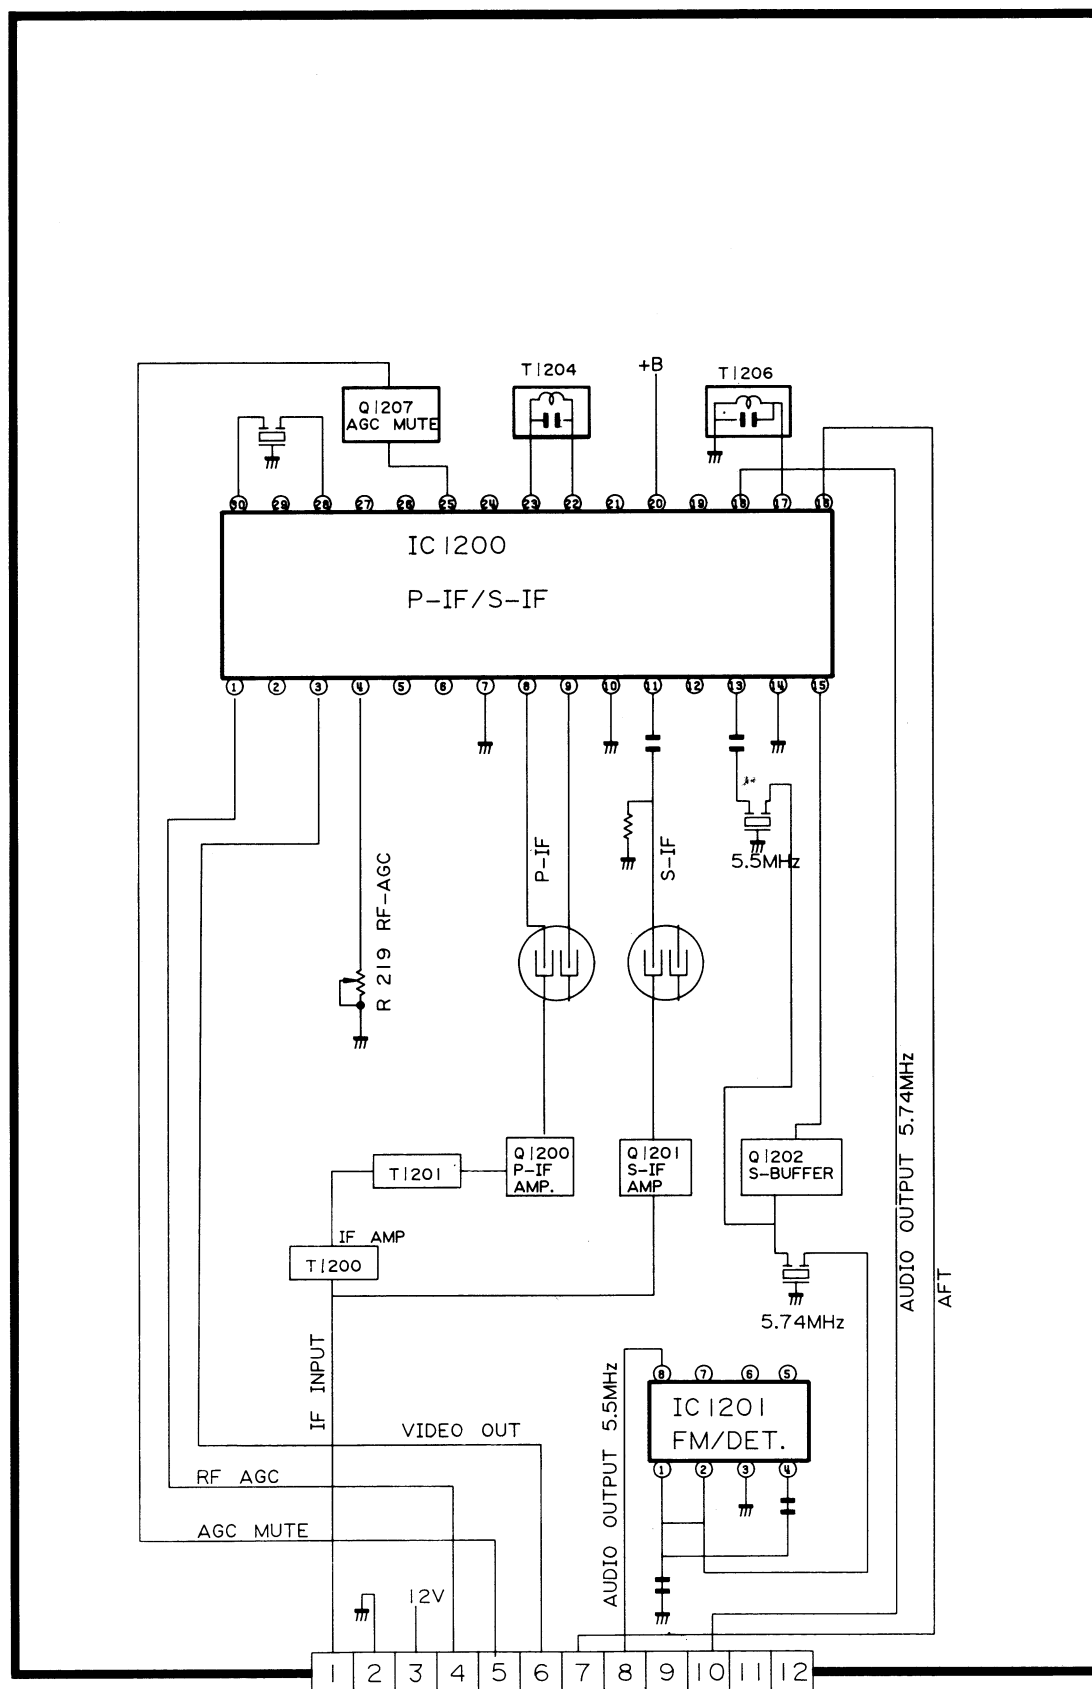 T1204
+B
T1206
Q1207
AGC MUTE
30 29 28 27 26 25 24 23 22 21 20 19 18 17 16
IC1200
P-IF/S-IF
1 2 3 4 5 6 7 8 9 10 11 12 13 14 15
5.5MHz
P-IF
S-IF
R 219 RF-AGC
Q1200
P-IF
AMP.
Q1201
S-IF
AMP
Q1202
S-BUFFER
T1201
IF AMP
T1200
5.74MHz
AUDIO OUTPUT 5.74MHz
AFT
IF INPUT
AUDIO OUTPUT 5.5MHz
8 7 6 5
IC1201
FM/DET.
1 2 3 4
VIDEO OUT
RF AGC
AGC MUTE
12V
1 2 3 4 5 6 7 8 9 10 11 12